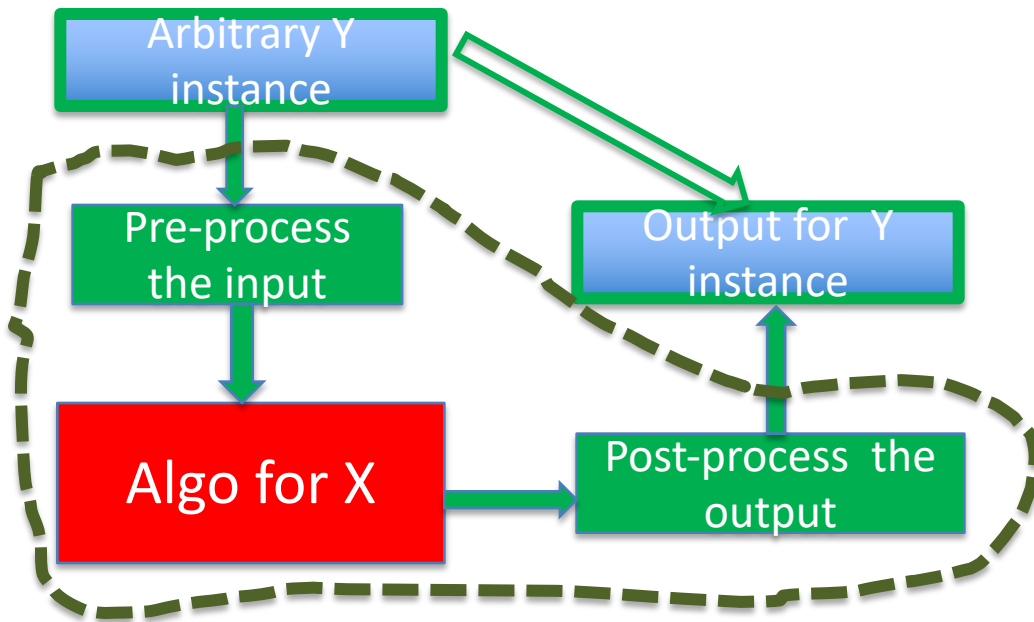 Arbitrary Y
instance
Pre-process
the input
Output for Y
instance
Algo for X
Post-process the
output